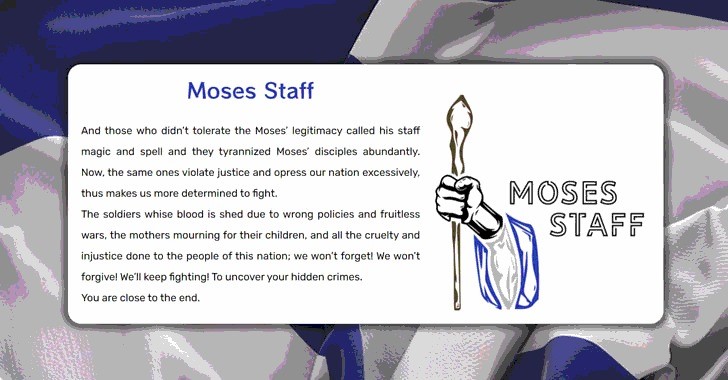 Moses Staff
And those who didn't tolerate the Moses' legitimacy called his staff
magic and spell and they tyrannized Moses' disciples abundantly.
Now, the same ones violate justice and opress our nation excessively,
thus makes us more determined to fight.
The soldiers whise blood is shed due to wrong policies and fruitless
wars, the mothers mourning for their children, and all the cruelty and
injustice done to the people of this nation; we won't forget! We won't
forgive! We'll keep fighting! To uncover your hidden crimes.
You are close to the end.
MOSES
STAFF